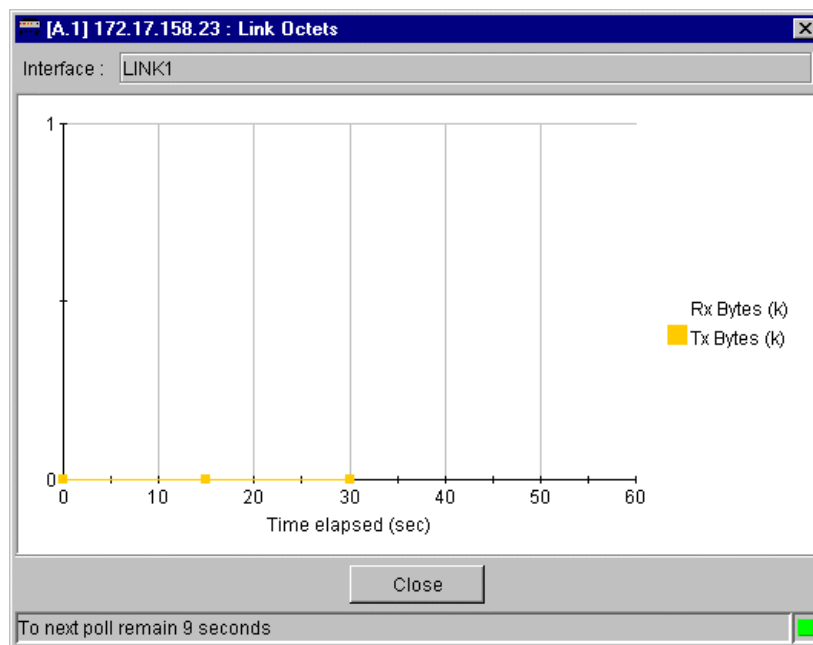 [A.1] 172.17.158.23 : Link Octets
Interface : LINK1
1
Rx Bytes (k)
Tx Bytes (k)
0
0 10 20 30 40 50 60
Time elapsed (sec)
Close
To next poll remain 9 seconds